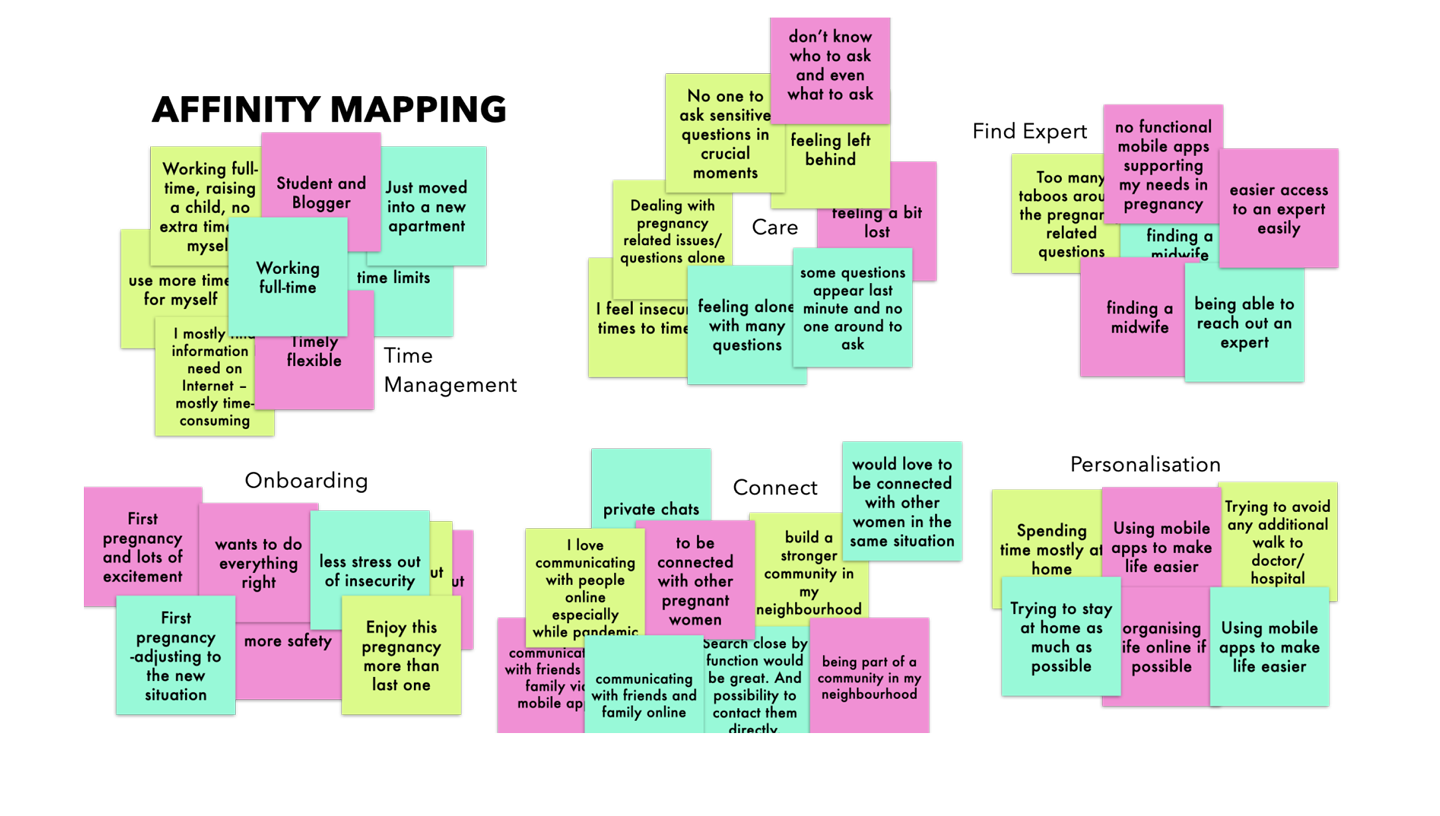 AFFINITY MAPPING
Working full-
time, raising
a child, no
extra
Student and
Blogger
Just moved
into a new
apartment
use more time
for myself
Working
full-time
time limits
I mostly
information
need on
Internet –
mostly time-
consuming
Timely
flexible
Time
Management
don’t know
who to ask
and even
what to ask
No one to
ask sensitive
questions in
crucial
moments
feeling left
behind
Dealing with
pregnancy
related issues/
questions alone
Care
feeling a bit
lost
I feel
times to
feeling alone
with many
questions
some questions
appear last
minute and no
one around to
ask
Find Expert
Too many
taboos
the
related
questions
no functional
mobile apps
supporting
my needs in
pregnancy
easier access
to an expert
easily
finding a
midwife
finding a
midwife
being able to
reach out an
expert
Onboarding
First
pregnancy
and lots of
excitement
wants to do
everything
right
less stress out
of insecurity
ut
ut
First
pregnancy
-adjusting to
the new
situation
more safety
Enjoy this
pregnancy
more than
last one
Connect
private chats
would love to
be connected
with other
women in the
same situation
I love
communicating
with people
online
especially
while pandemic
to be
connected
with other
pregnant
women
build a
stronger
community in
my
neighbourhood
with friends
family
mobile
communicating
with friends and
family online
Search close by
function would
be great. And
possibility to
contact them
directly
being part of a
community in my
neighbourhood
Personalisation
Spending
time mostly at
home
Using mobile
apps to make
life easier
Trying to avoid
any additional
walk to
doctor/
hospital
Trying to stay
at home as
much as
possible
organising
life online if
possible
Using mobile
apps to make
life easier